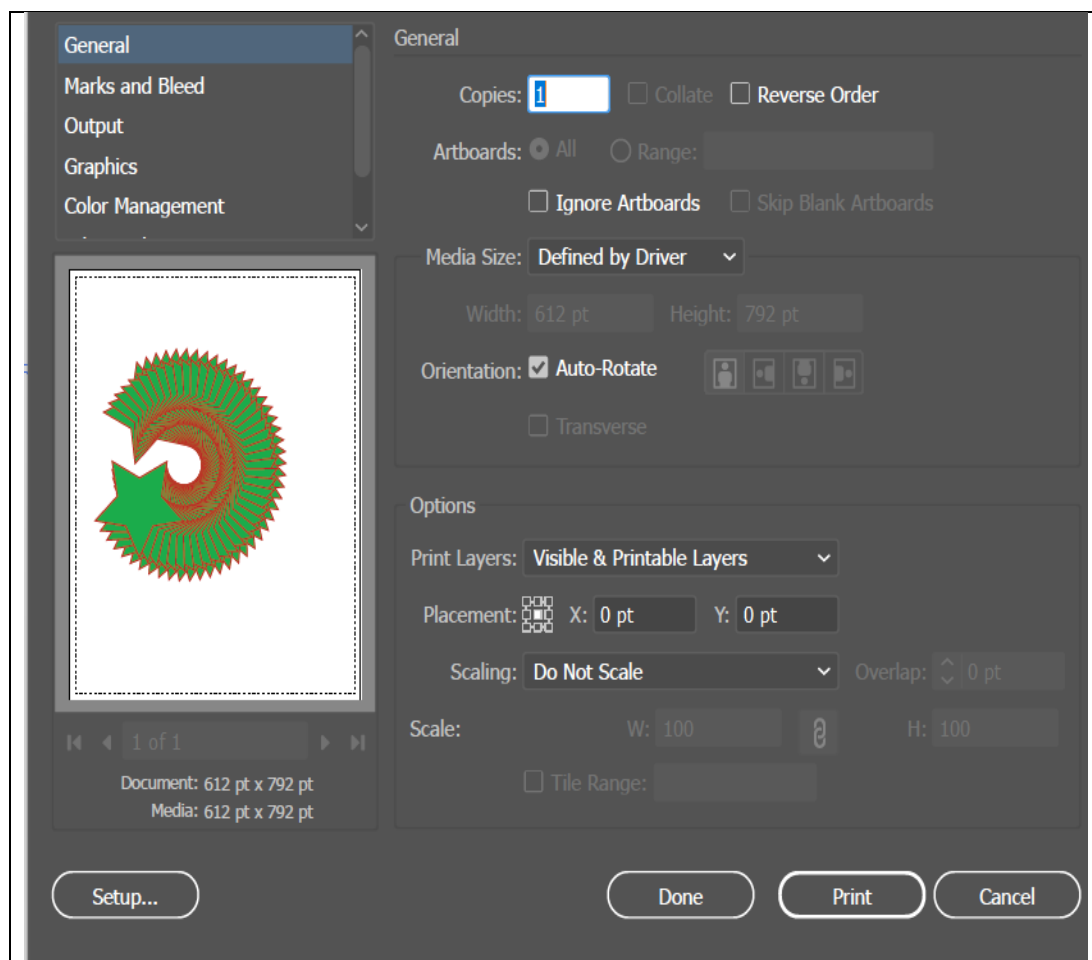 General
Marks and Bleed
Output
Graphics
Color Management
1 of 1
Document: 612 pt x 792 pt
Media: 612 pt x 792 pt
General
Copies: 1 Collate Reverse Order
Artboards: All Range:
Ignore Artboards Skip Blank Artboards
Media Size: Defined by Driver
Width: 612 pt Height: 792 pt
Orientation: Auto-Rotate
Transverse
Options
Print Layers: Visible & Printable Layers
Placement: X: 0 pt Y: 0 pt
Scaling: Do Not Scale Overlap: 0 pt
Scale: W: 100 H: 100
Tile Range:
Setup... Done Print Cancel